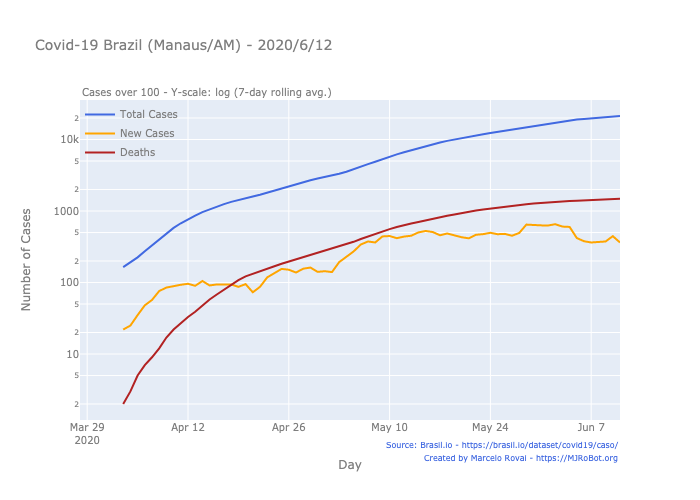 Covid-19 Brazil (Manaus/AM) - 2020/6/12
Cases over 100 - Y-scale: log (7-day rolling avg.)
Total Cases
New Cases
Deaths
2
10k
5
2
1000
5
2
100
5
2
10
5
2
Number of Cases
Mar 29
2020
Apr 12
Apr 26
May 10
May 24
Jun 7
Day
Source: Brasil.io - https://brasil.io/dataset/covid19/caso/
Created by Marcelo Rovai - https://MJRoBot.org